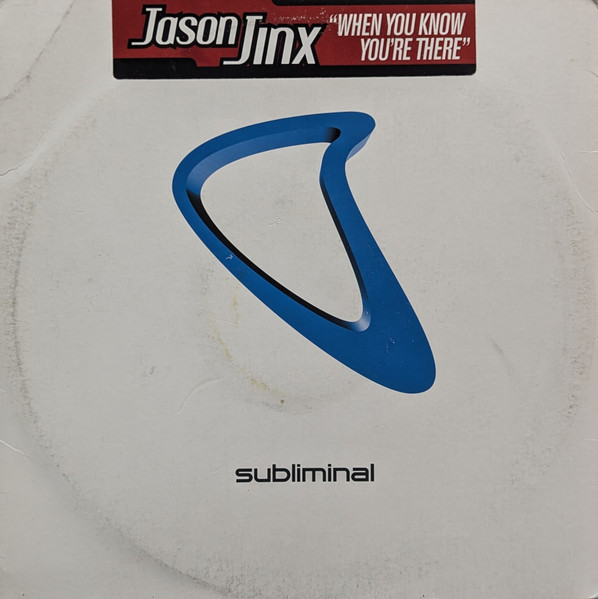 Jason Jinx
"WHEN YOU KNOW
YOU'RE THERE"
subliminal